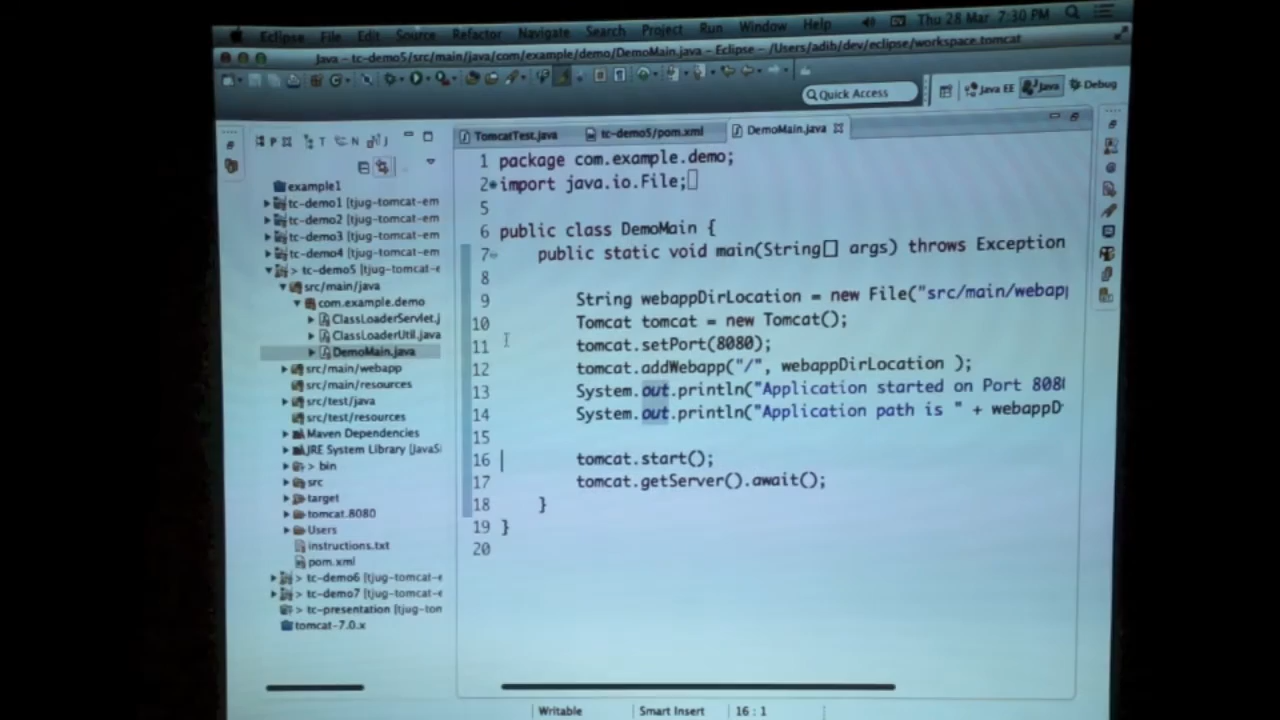 Eclipse File Edit Source Refactor Navigate Search Project Run Window Help Thu 28 Mar 7:30 PM
Java – tc-demo5/src/main/java/com/example/demo/DemoMain.java – Eclipse – /Users/adib/dev/eclipse/workspace.tomcat
Quick Access Java EE Java Debug
P T N J
TomcatTest.java tc-demo5/pom.xml DemoMain.java
example1
tc-demo1 [tjug-tomcat-em
tc-demo2 [tjug-tomcat-em
tc-demo3 [tjug-tomcat-em
tc-demo4 [tjug-tomcat-em
> tc-demo5 [tjug-tomcat-e
src/main/java
com.example.demo
ClassLoaderServlet.j
ClassLoaderUtil.java
DemoMain.java
src/main/webapp
src/main/resources
src/test/java
src/test/resources
Maven Dependencies
JRE System Library [JavaS
> bin
src
target
tomcat.8080
Users
instructions.txt
pom.xml
> tc-demo6 [tjug-tomcat-e
> tc-demo7 [tjug-tomcat-e
> tc-presentation [tjug-tom
tomcat-7.0.x
1 package com.example.demo;
2 import java.io.File;
5
6 public class DemoMain {
7 public static void main(String[] args) throws Exception
8
9 String webappDirLocation = new File("src/main/webapp
10 Tomcat tomcat = new Tomcat();
11 tomcat.setPort(8080);
12 tomcat.addWebapp("/", webappDirLocation );
13 System.out.println("Application started on Port 808
14 System.out.println("Application path is " + webappD
15
16 tomcat.start();
17 tomcat.getServer().await();
18 }
19 }
20
Writable Smart Insert 16 : 1